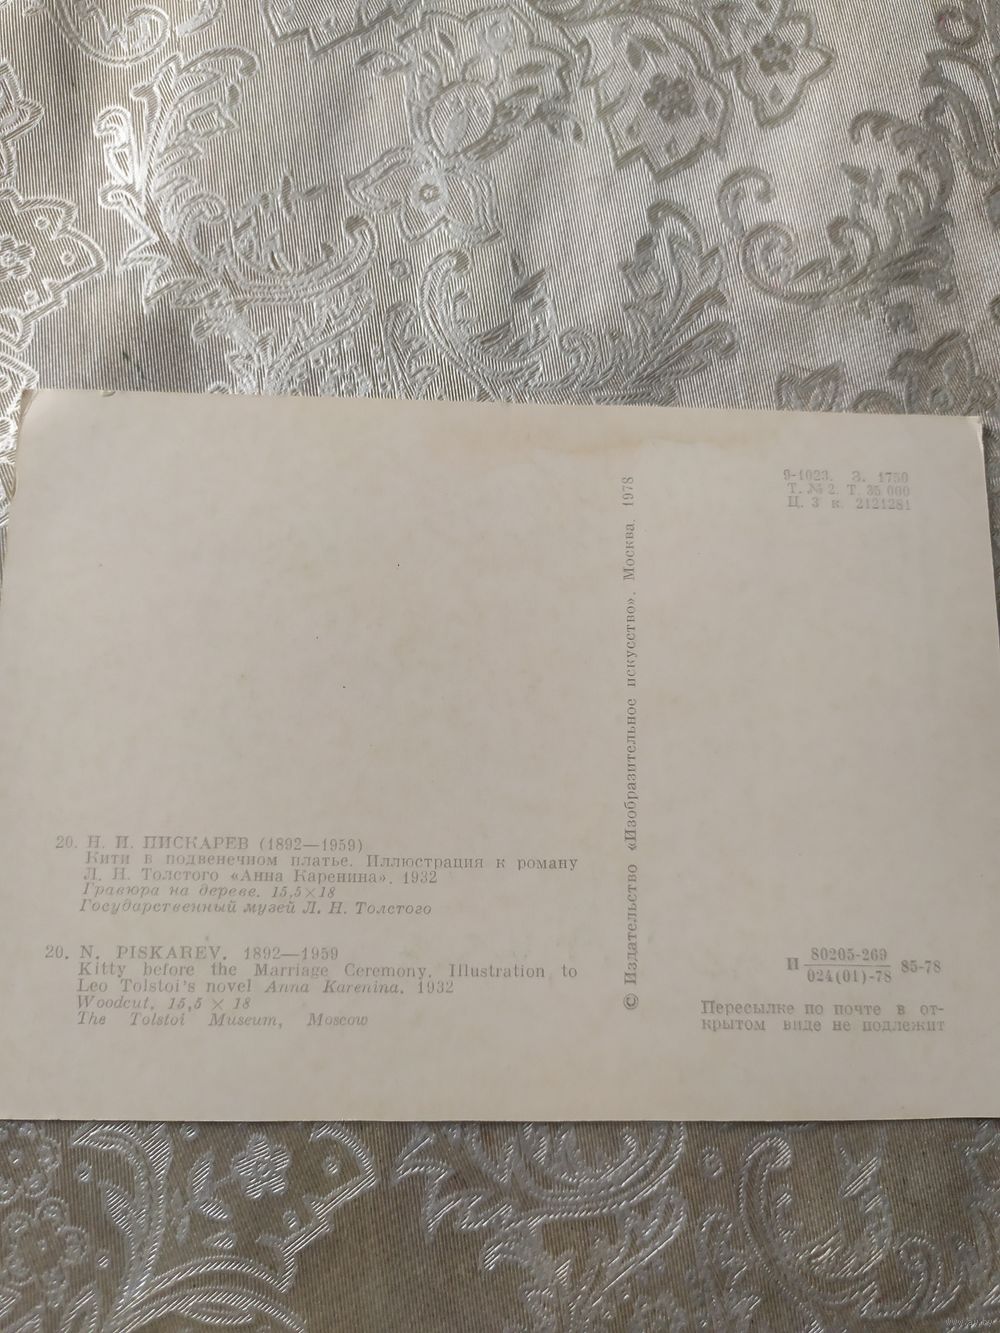 9-1023. З. 1750
Т. № 2. Т. 35 000
Ц. 3 к. 2121281
© Издательство «Изобразительное искусство». Москва. 1978
20. Н. И. ПИСКАРЕВ (1892—1959)
Кити в подвенечном платье. Иллюстрация к роману
Л. Н. Толстого «Анна Каренина». 1932
Гравюра на дереве. 15,5×18
Государственный музей Л. Н. Толстого
20. N. PISKAREV. 1892—1959
Kitty before the Marriage Ceremony. Illustration to
Leo Tolstoi's novel Anna Karenina. 1932
Woodcut. 15,5 × 18
The Tolstoi Museum, Moscow
И 80205-269
024(01)-78 85-78
Пересылке по почте в от-
крытом виде не подлежит